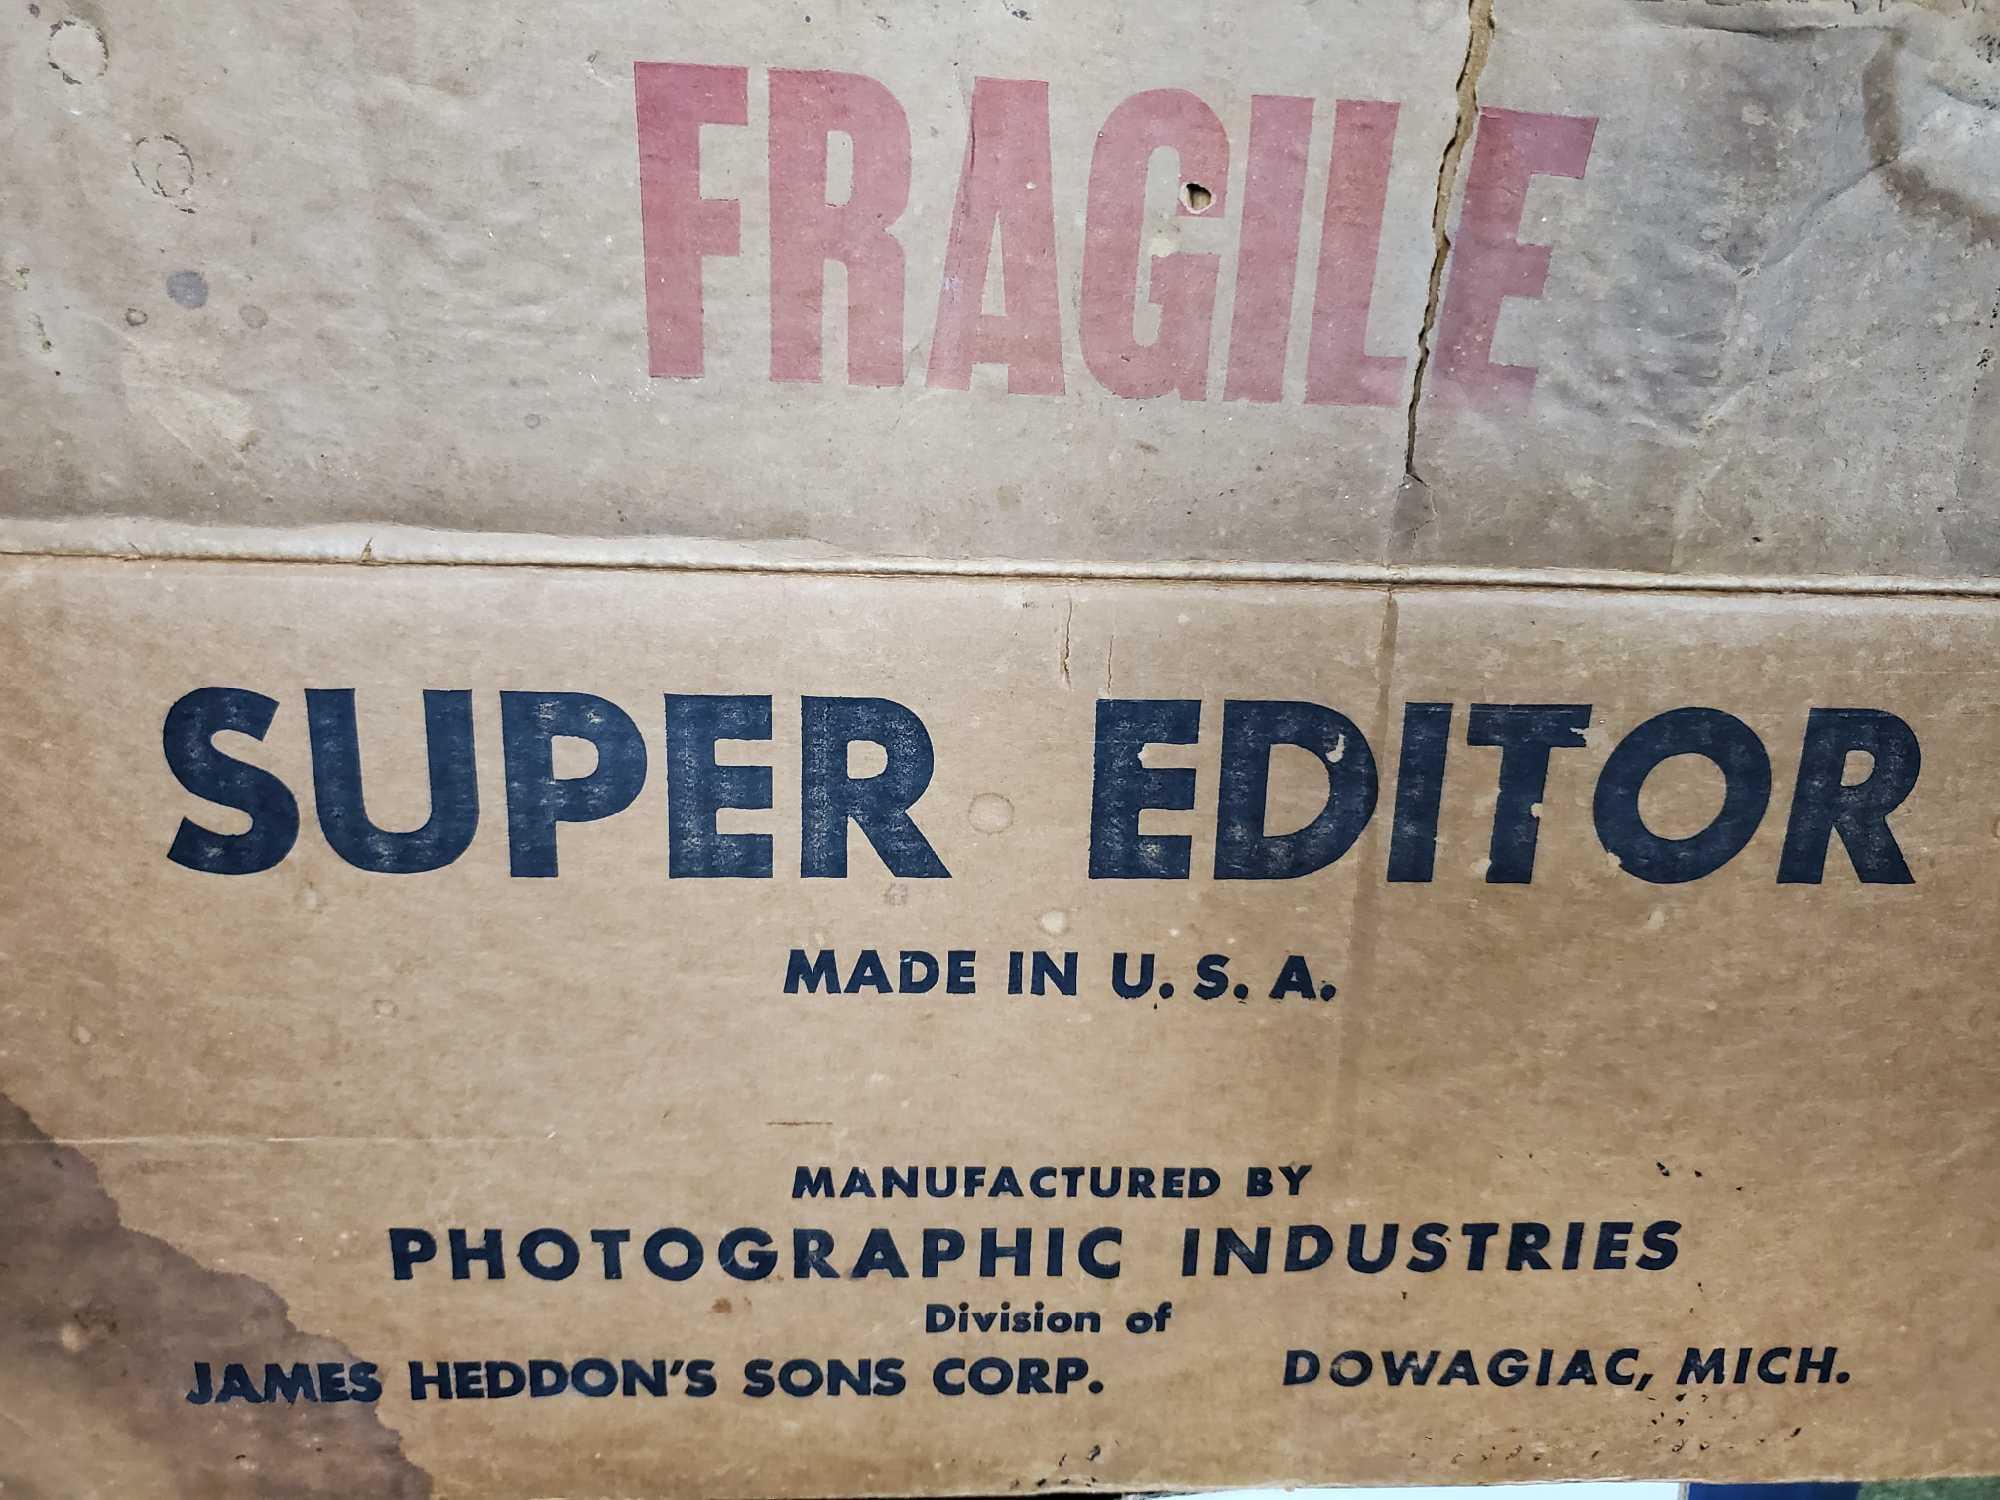 FRAGILE
SUPER EDITOR
MADE IN U. S. A.
MANUFACTURED BY
PHOTOGRAPHIC INDUSTRIES
Division of
JAMES HEDDON'S SONS CORP. DOWAGIAC, MICH.